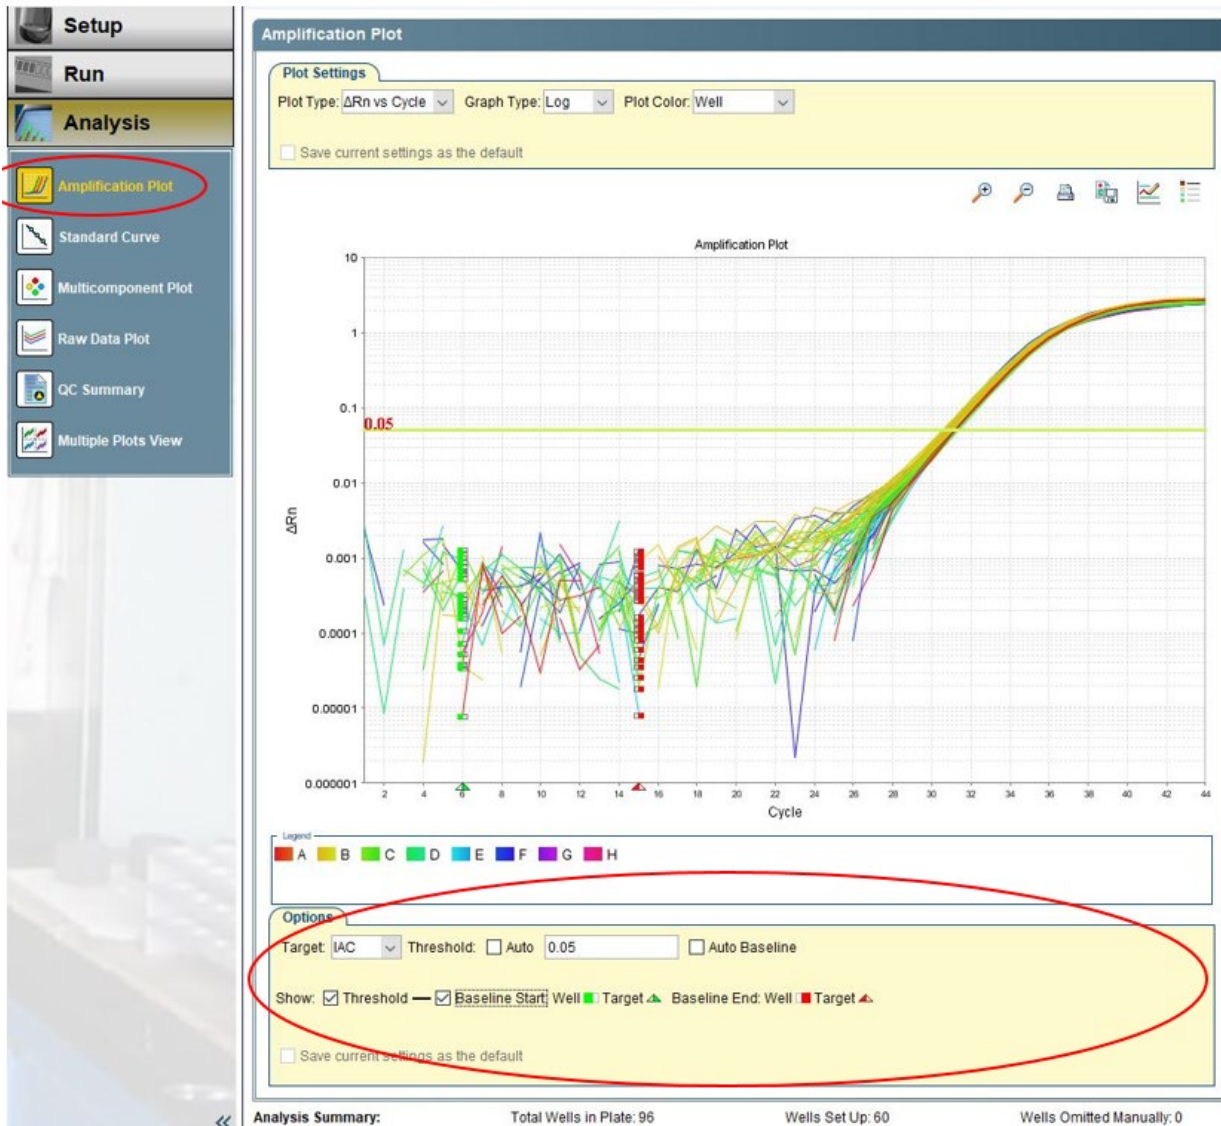 Setup
Run
Analysis
Amplification Plot
Standard Curve
Multicomponent Plot
Raw Data Plot
QC Summary
Multiple Plots View
«
Amplification Plot
Plot Settings
Plot Type: ΔRn vs Cycle Graph Type: Log Plot Color: Well
Save current settings as the default
Amplification Plot
10
1
0.1
0.05
0.01
0.001
0.0001
0.00001
0.000001
ΔRn
2 4 6 8 10 12 14 16 18 20 22 24 26 28 30 32 34 36 38 40 42 44
Cycle
Legend
A B C D E F G H
Options
Target: IAC Threshold: Auto 0.05 Auto Baseline
Show: Threshold Baseline Start: Well Target Baseline End: Well Target
Save current settings as the default
Analysis Summary: Total Wells in Plate: 96 Wells Set Up: 60 Wells Omitted Manually: 0